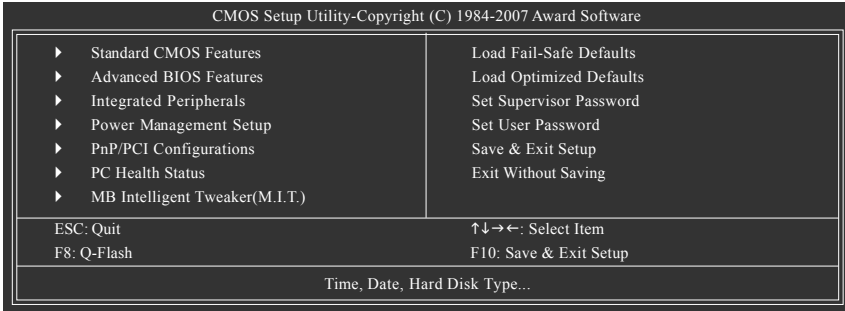 CMOS Setup Utility-Copyright (C) 1984-2007 Award Software
Standard CMOS Features
Advanced BIOS Features
Integrated Peripherals
Power Management Setup
PnP/PCI Configurations
PC Health Status
MB Intelligent Tweaker(M.I.T.)
Load Fail-Safe Defaults
Load Optimized Defaults
Set Supervisor Password
Set User Password
Save & Exit Setup
Exit Without Saving
ESC: Quit
F8: Q-Flash
↑↓→←: Select Item
F10: Save & Exit Setup
Time, Date, Hard Disk Type...